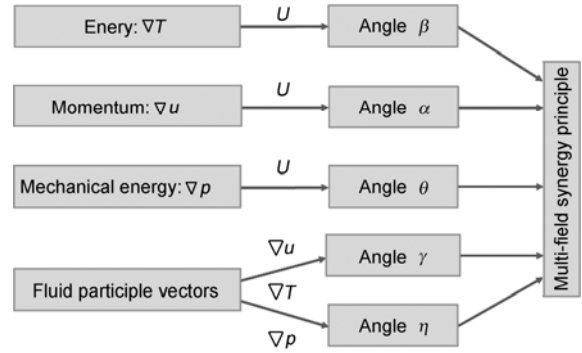 Enery: ∇T
U
Angle β
Momentum: ∇u
U
Angle α
Mechanical energy: ∇p
U
Angle θ
Fluid participle vectors
∇u
∇T
∇p
Angle γ
Angle η
Multi-field synergy principle